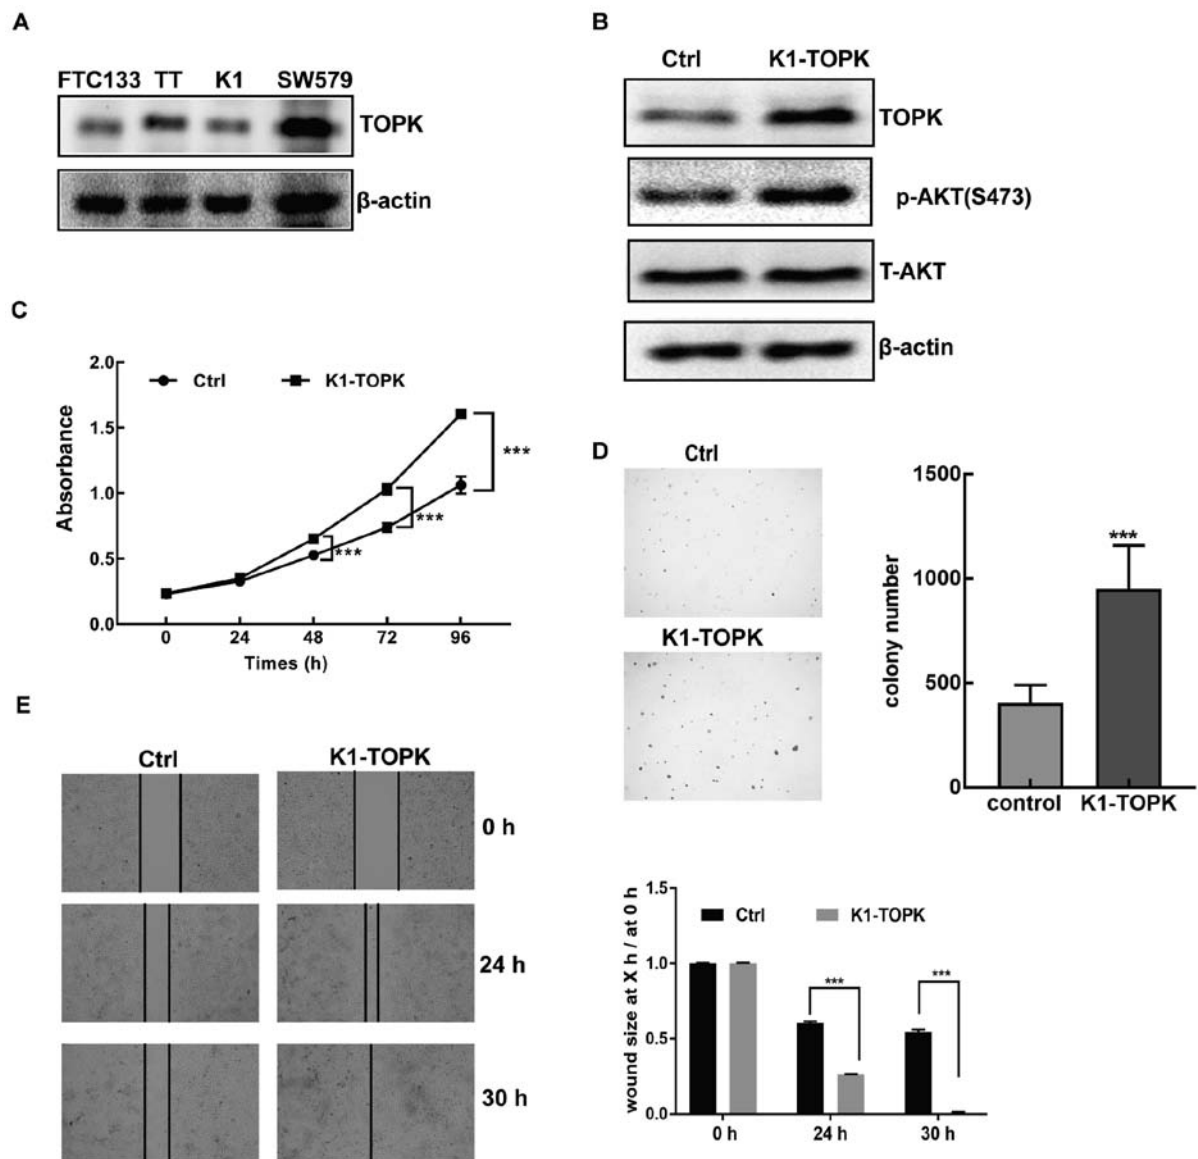 A
FTC133 TT K1 SW579
TOPK
β-actin
B
Ctrl K1-TOPK
TOPK
p-AKT(S473)
T-AKT
β-actin
C
2.0
1.5
1.0
0.5
0.0
Absorbance
Ctrl K1-TOPK
***
***
***
0 24 48 72 96
Times (h)
D
Ctrl
K1-TOPK
1500
1000
500
0
colony number
***
control K1-TOPK
E
Ctrl K1-TOPK
0 h
24 h
30 h
1.5
1.0
0.5
0.0
wound size at X h / at 0 h
Ctrl K1-TOPK
***
***
0 h 24 h 30 h